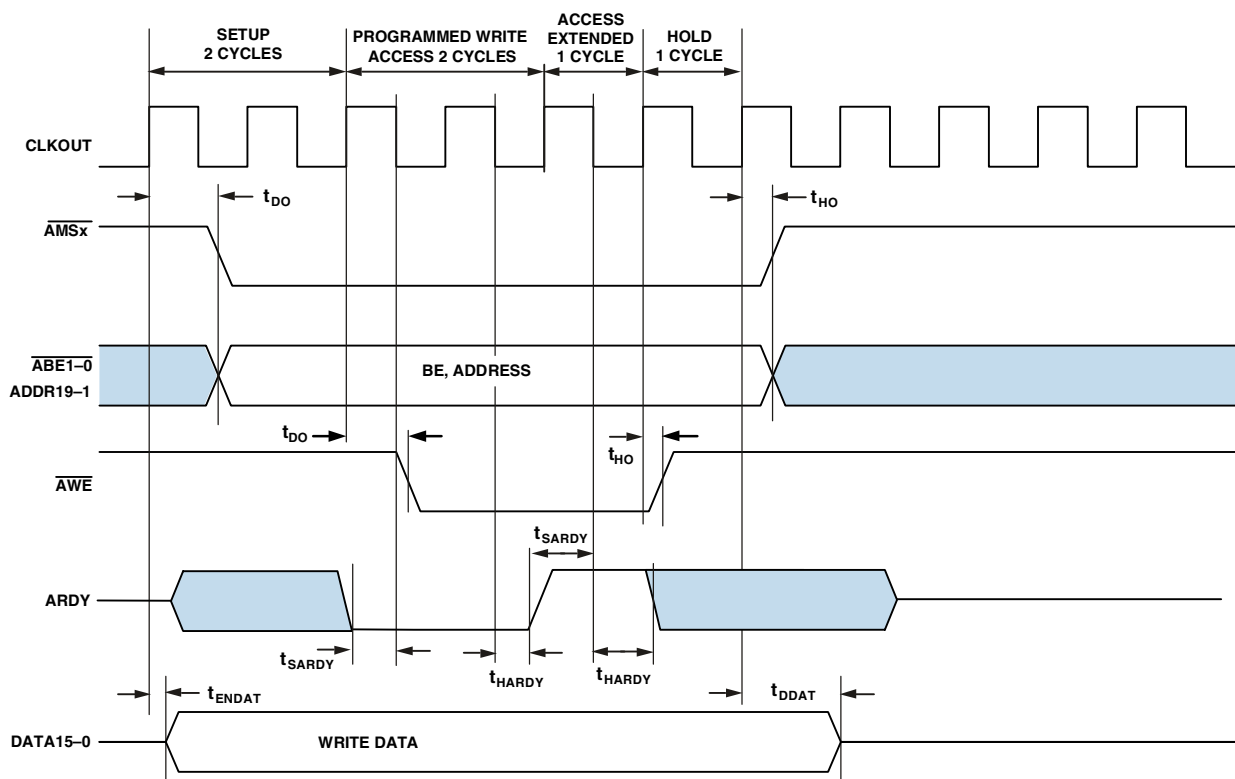 SETUP
2 CYCLES
PROGRAMMED WRITE
ACCESS 2 CYCLES
ACCESS
EXTENDED
1 CYCLE
HOLD
1 CYCLE
CLKOUT
tDO
tHO
AMSx
ABE1–0
ADDR19–1
BE, ADDRESS
tDO
tHO
AWE
tSARDY
ARDY
tSARDY
tHARDY
tHARDY
tENDAT
tDDAT
DATA15–0
WRITE DATA